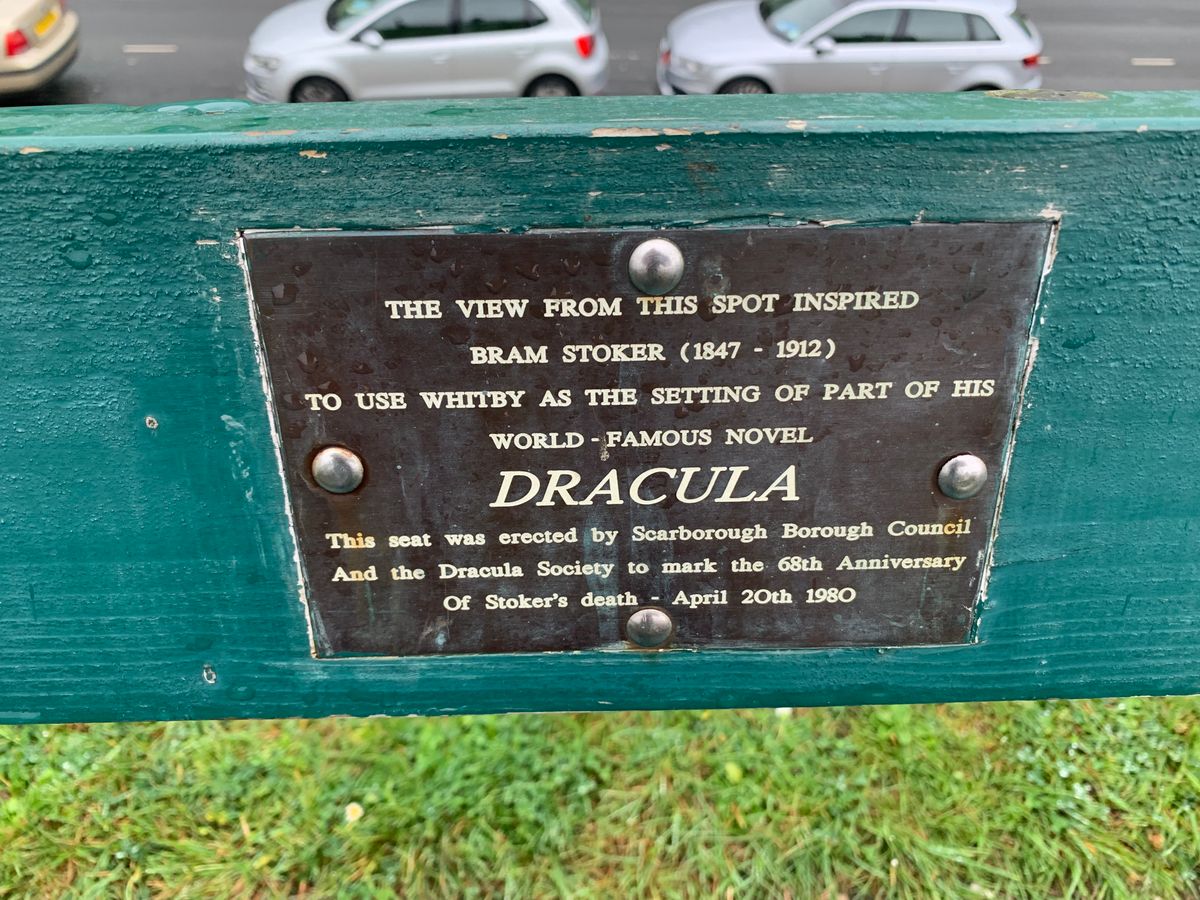 THE VIEW FROM THIS SPOT INSPIRED
BRAM STOKER (1847 - 1912)
TO USE WHITBY AS THE SETTING OF PART OF HIS
WORLD - FAMOUS NOVEL
DRACULA
This seat was erected by Scarborough Borough Council
And the Dracula Society to mark the 68th Anniversary
Of Stoker's death - April 20th 1980